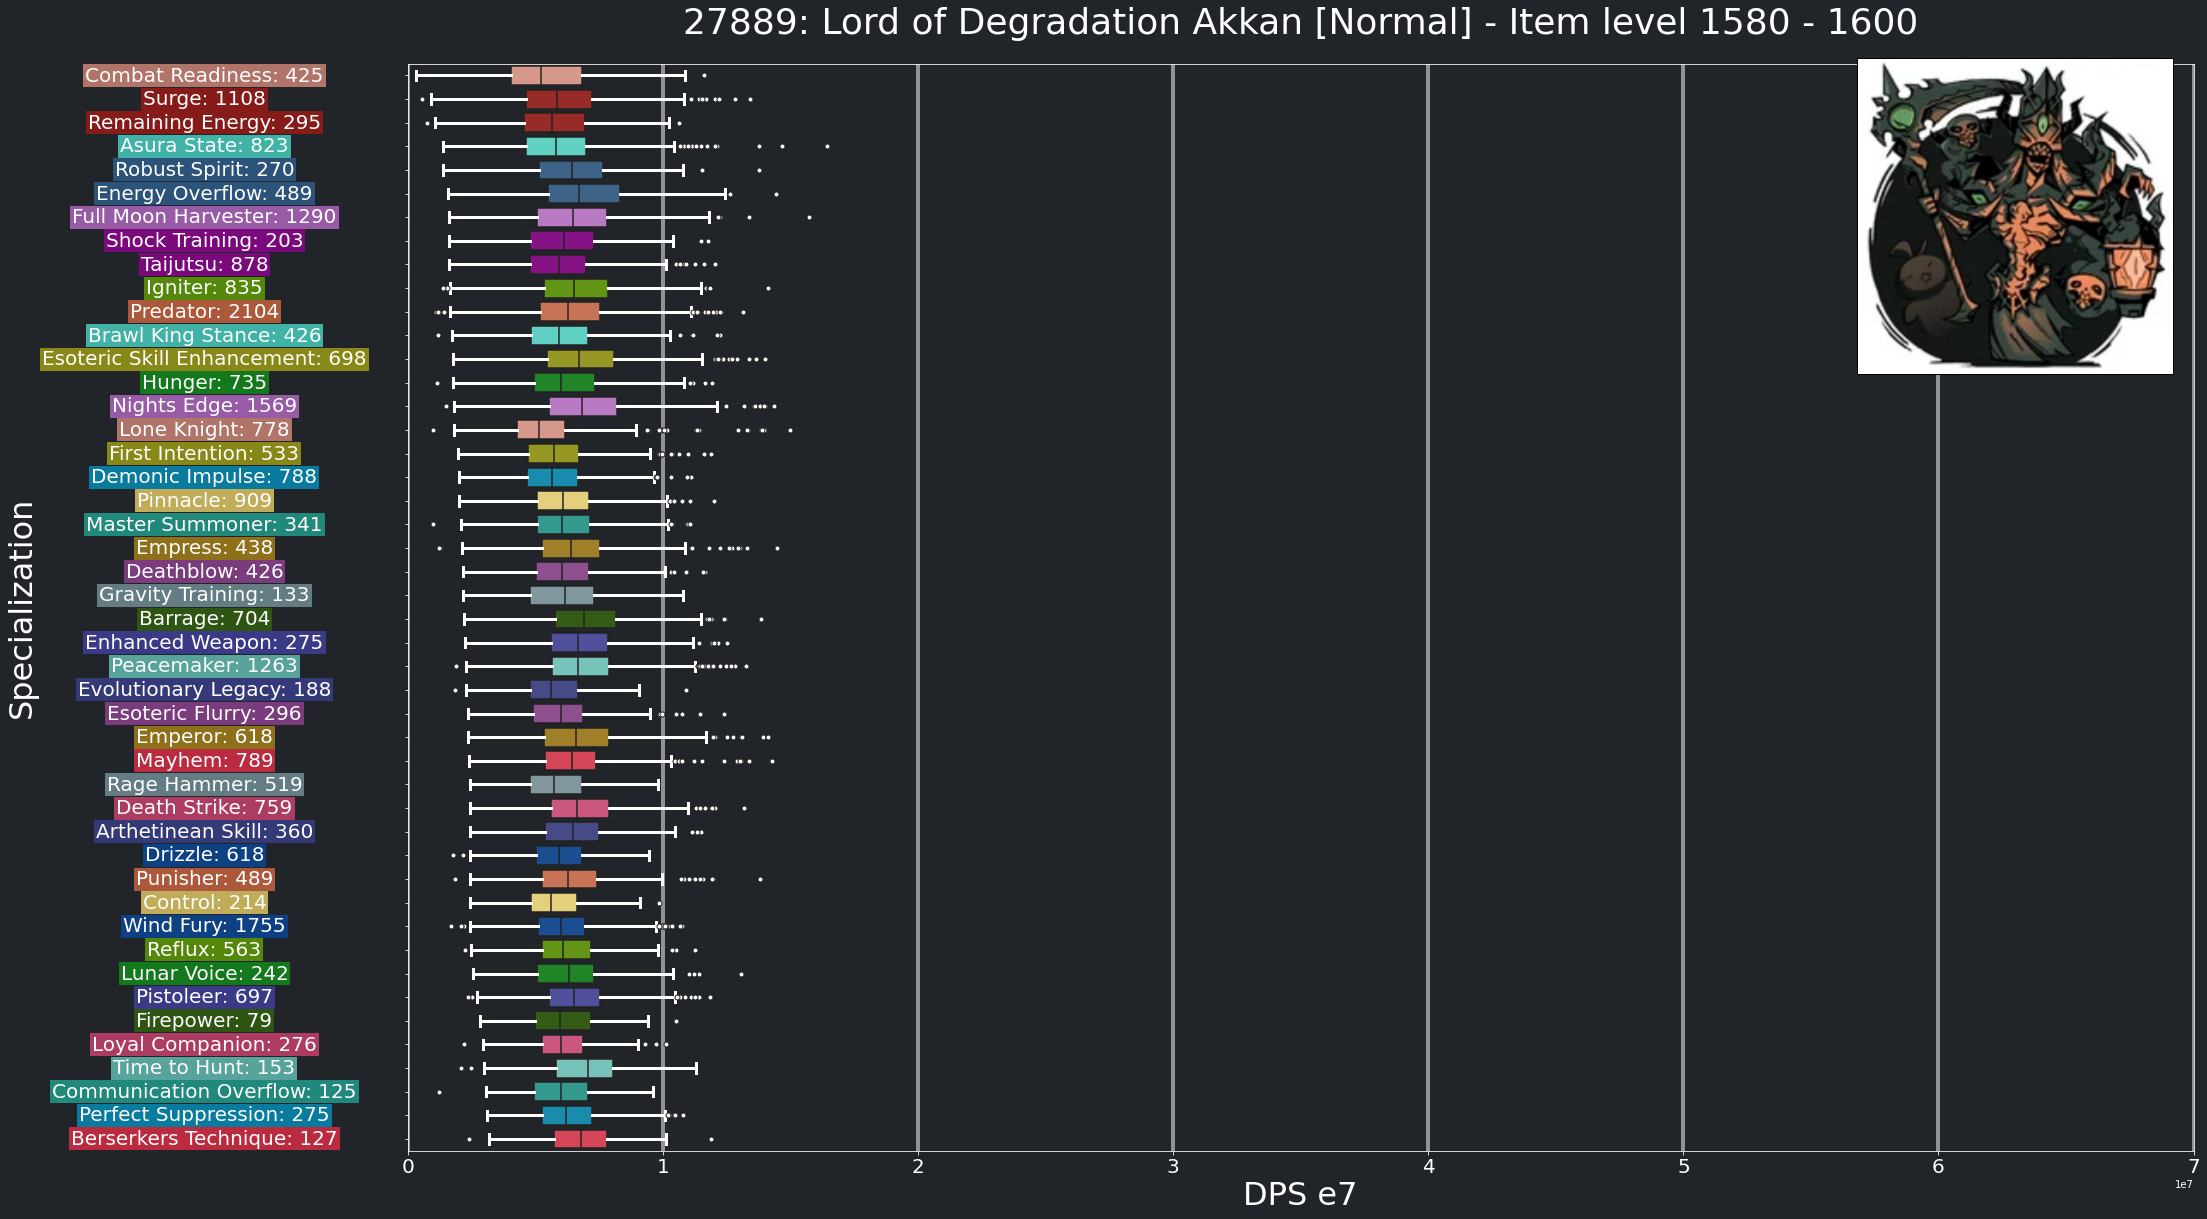 27889: Lord of Degradation Akkan [Normal] - Item level 1580 - 1600
Combat Readiness: 425
Surge: 1108
Remaining Energy: 295
Asura State: 823
Robust Spirit: 270
Energy Overflow: 489
Full Moon Harvester: 1290
Shock Training: 203
Taijutsu: 878
Igniter: 835
Predator: 2104
Brawl King Stance: 426
Esoteric Skill Enhancement: 698
Hunger: 735
Nights Edge: 1569
Lone Knight: 778
First Intention: 533
Demonic Impulse: 788
Pinnacle: 909
Master Summoner: 341
Empress: 438
Deathblow: 426
Gravity Training: 133
Barrage: 704
Enhanced Weapon: 275
Peacemaker: 1263
Evolutionary Legacy: 188
Esoteric Flurry: 296
Emperor: 618
Mayhem: 789
Rage Hammer: 519
Death Strike: 759
Arthetinean Skill: 360
Drizzle: 618
Punisher: 489
Control: 214
Wind Fury: 1755
Reflux: 563
Lunar Voice: 242
Pistoleer: 697
Firepower: 79
Loyal Companion: 276
Time to Hunt: 153
Communication Overflow: 125
Perfect Suppression: 275
Berserkers Technique: 127
Specialization
0 1 2 3 4 5 6 7
1e7
DPS e7